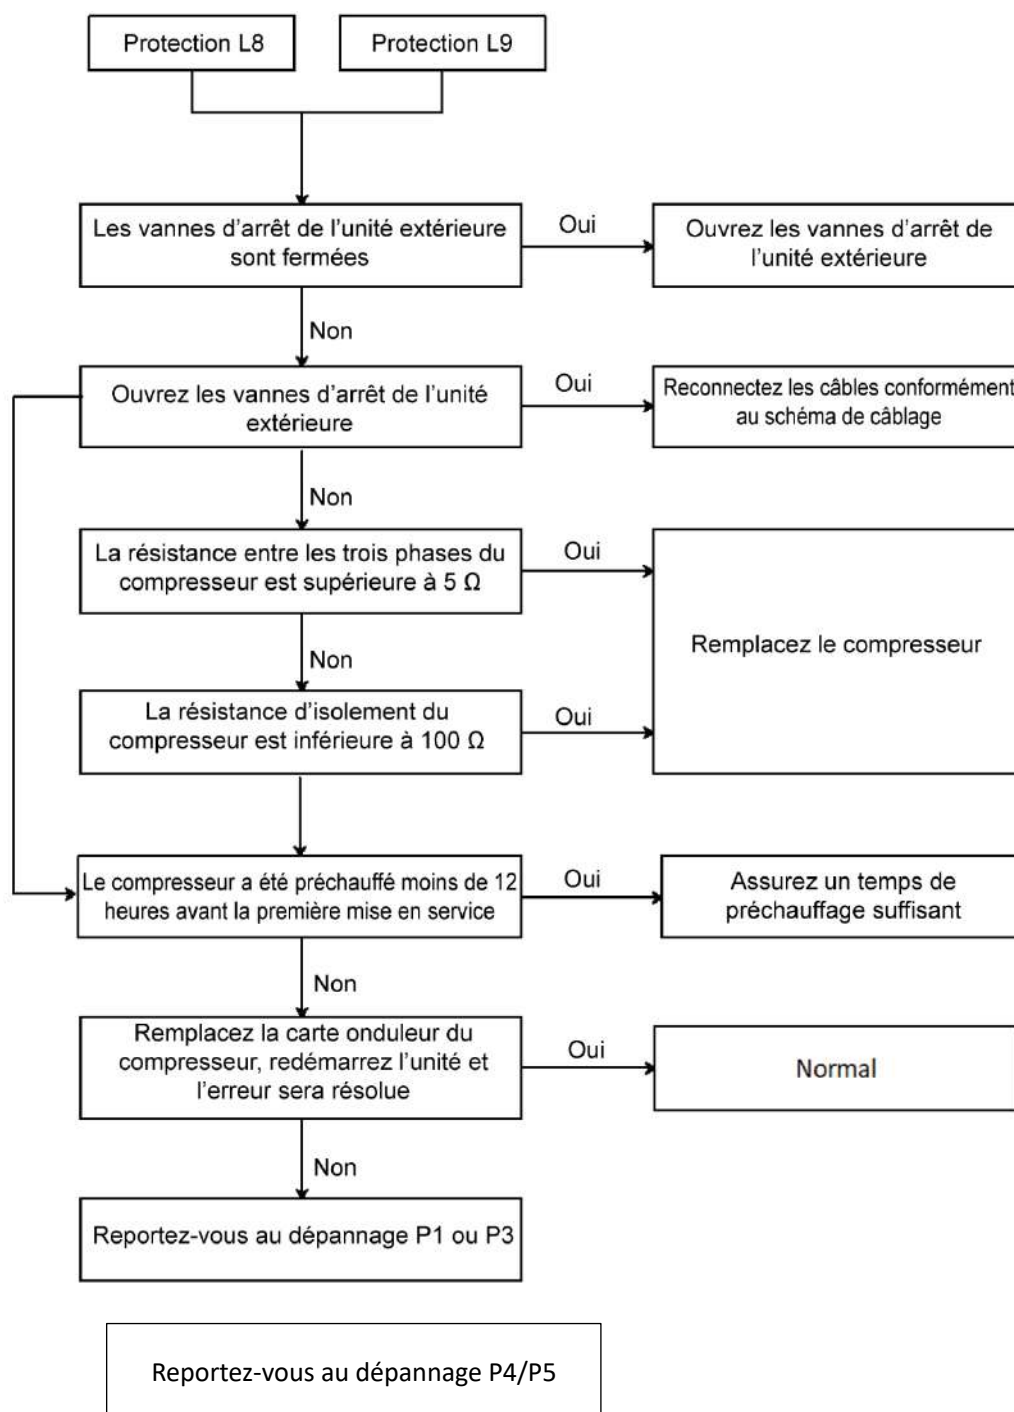 Protection L8
Protection L9
Les vannes d’arrêt de l’unité extérieure
sont fermées
Oui
Ouvrez les vannes d’arrêt de
l’unité extérieure
Non
Ouvrez les vannes d’arrêt de l’unité
extérieure
Oui
Reconnectez les câbles conformément
au schéma de câblage
Non
La résistance entre les trois phases du
compresseur est supérieure à 5 Ω
Oui
Remplacez le compresseur
Non
La résistance d’isolement du
compresseur est inférieure à 100 Ω
Oui
Le compresseur a été préchauffé moins de 12
heures avant la première mise en service
Oui
Assurez un temps de
préchauffage suffisant
Non
Remplacez la carte onduleur du
compresseur, redémarrez l’unité et
l’erreur sera résolue
Oui
Normal
Non
Reportez-vous au dépannage P1 ou P3
Reportez-vous au dépannage P4/P5